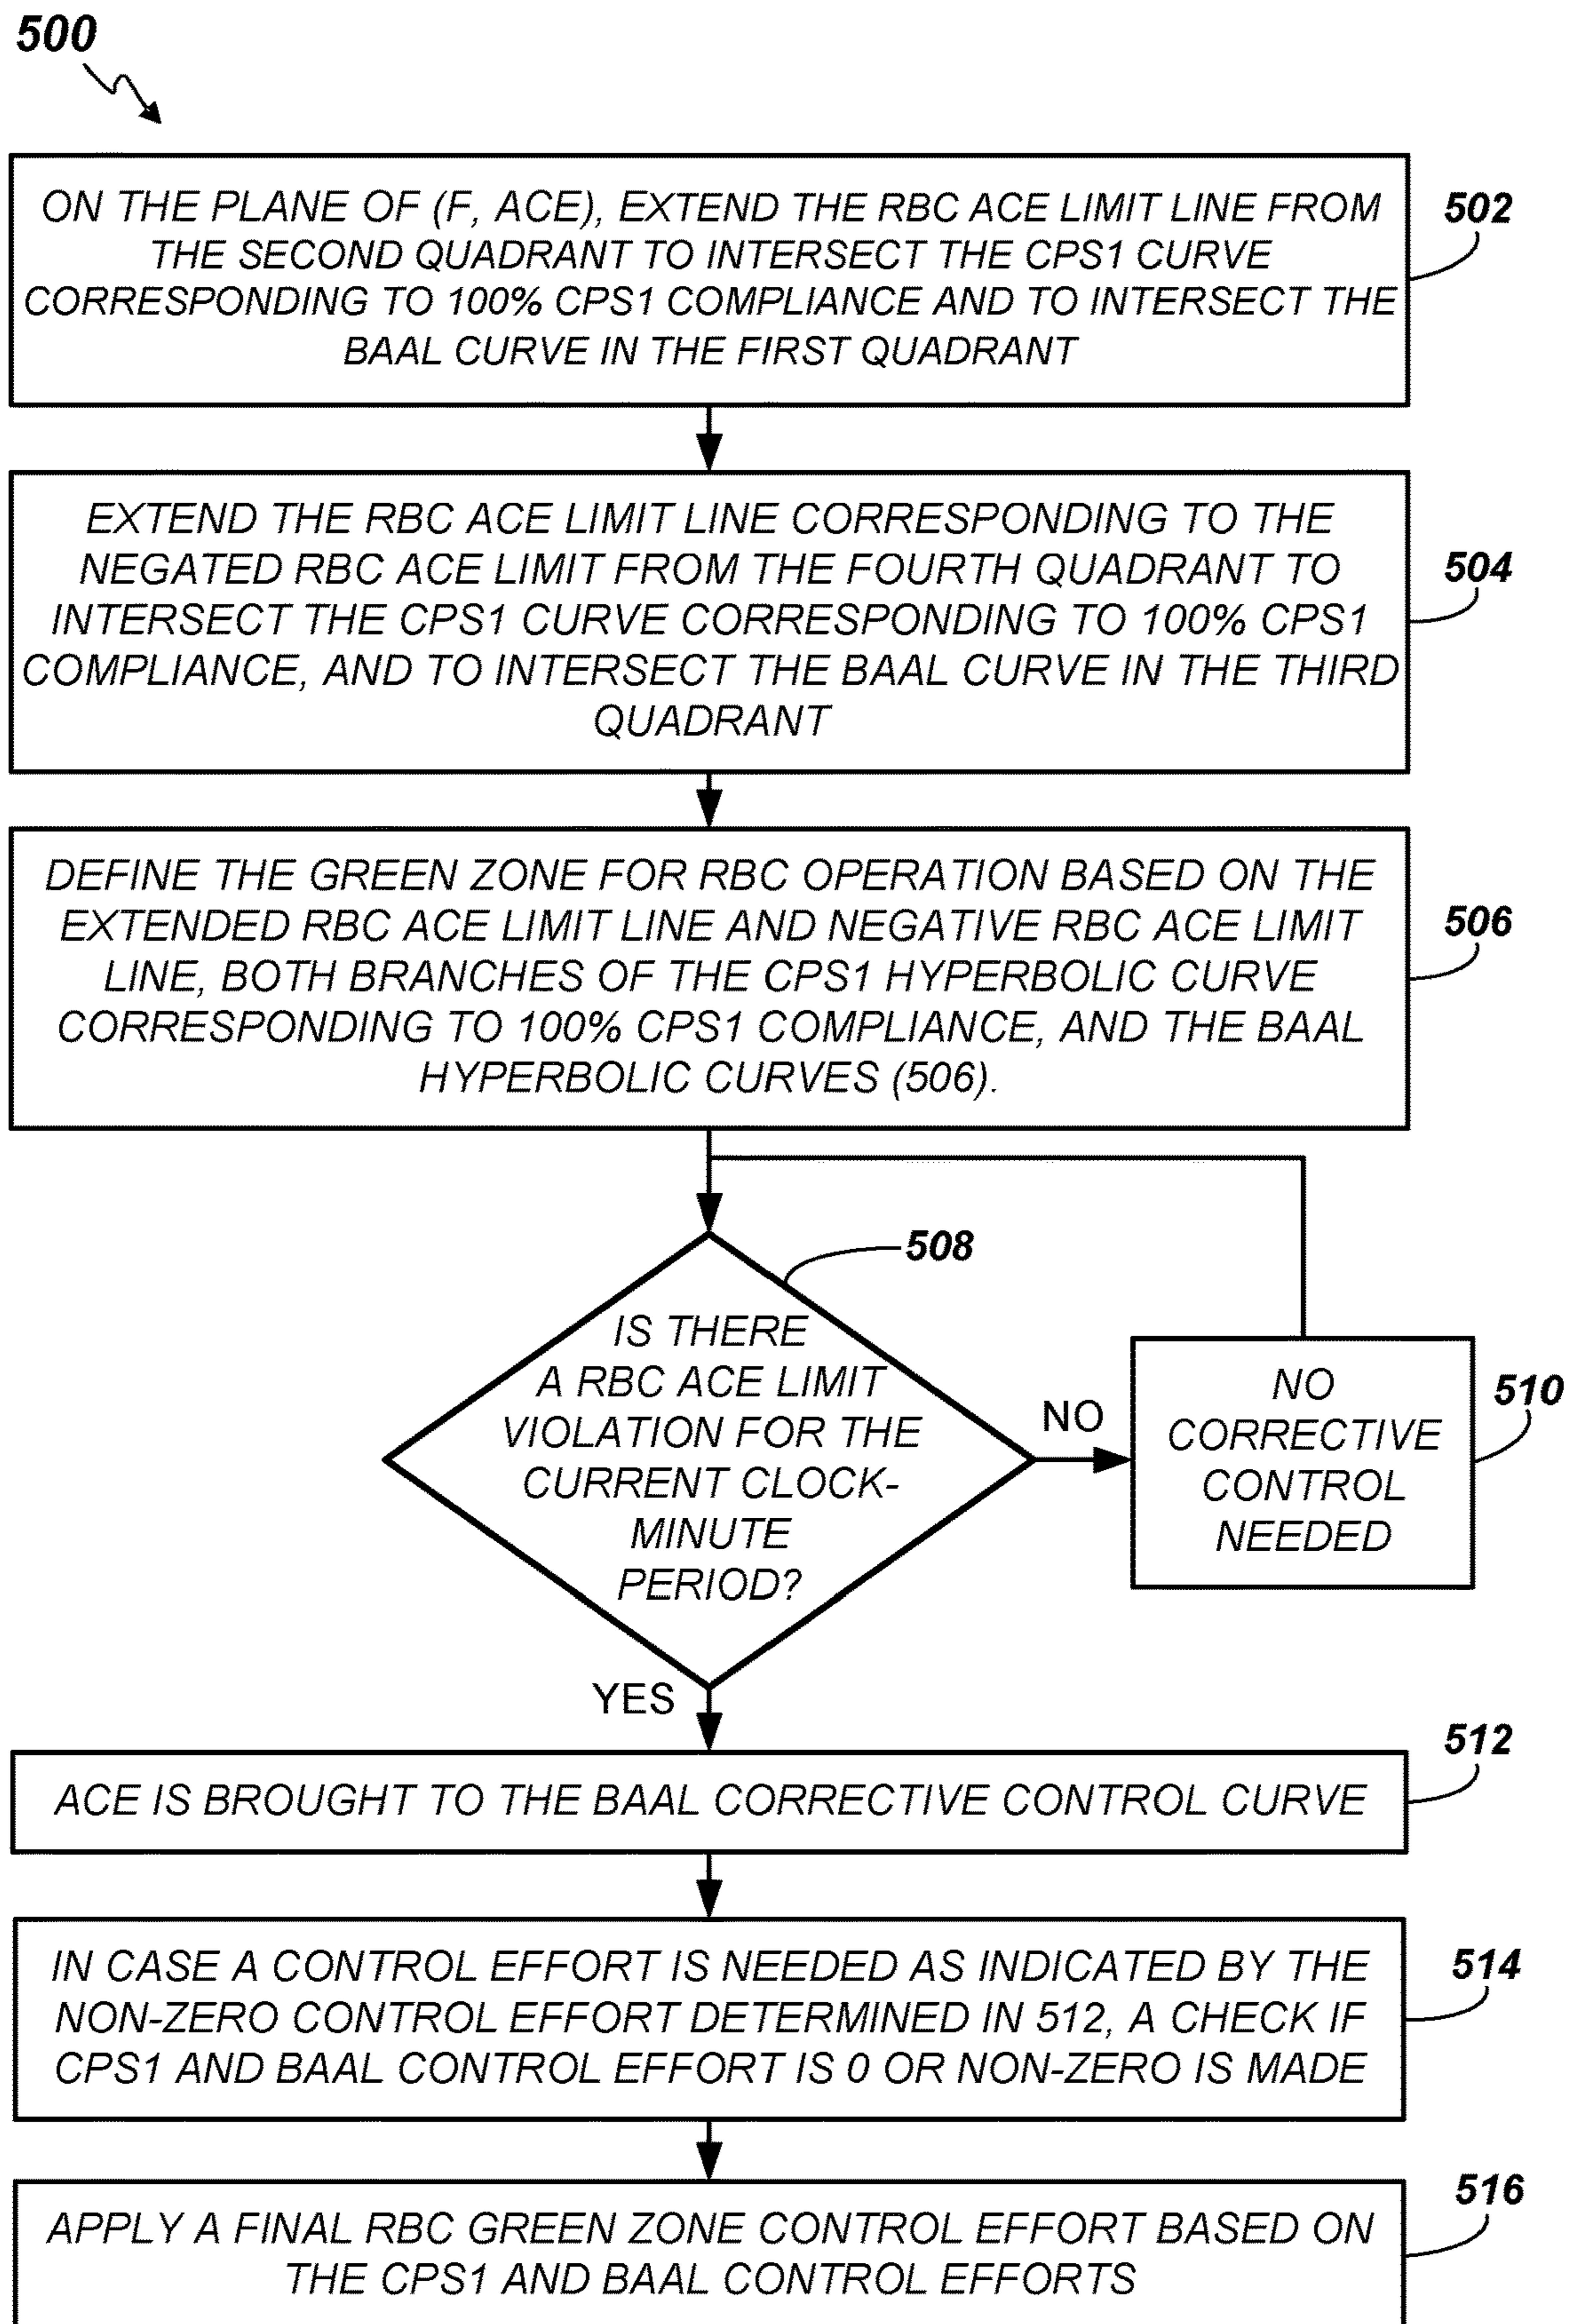 500
ON THE PLANE OF (F, ACE), EXTEND THE RBC ACE LIMIT LINE FROM
THE SECOND QUADRANT TO INTERSECT THE CPS1 CURVE
CORRESPONDING TO 100% CPS1 COMPLIANCE AND TO INTERSECT THE
BAAL CURVE IN THE FIRST QUADRANT
502
EXTEND THE RBC ACE LIMIT LINE CORRESPONDING TO THE
NEGATED RBC ACE LIMIT FROM THE FOURTH QUADRANT TO
INTERSECT THE CPS1 CURVE CORRESPONDING TO 100% CPS1
COMPLIANCE, AND TO INTERSECT THE BAAL CURVE IN THE THIRD
QUADRANT
504
DEFINE THE GREEN ZONE FOR RBC OPERATION BASED ON THE
EXTENDED RBC ACE LIMIT LINE AND NEGATIVE RBC ACE LIMIT
LINE, BOTH BRANCHES OF THE CPS1 HYPERBOLIC CURVE
CORRESPONDING TO 100% CPS1 COMPLIANCE, AND THE BAAL
HYPERBOLIC CURVES (506).
506
508
IS THERE
A RBC ACE LIMIT
VIOLATION FOR THE
CURRENT CLOCK-
MINUTE
PERIOD?
NO
NO
CORRECTIVE
CONTROL
NEEDED
510
YES
ACE IS BROUGHT TO THE BAAL CORRECTIVE CONTROL CURVE
512
IN CASE A CONTROL EFFORT IS NEEDED AS INDICATED BY THE
NON-ZERO CONTROL EFFORT DETERMINED IN 512, A CHECK IF
CPS1 AND BAAL CONTROL EFFORT IS 0 OR NON-ZERO IS MADE
514
APPLY A FINAL RBC GREEN ZONE CONTROL EFFORT BASED ON
THE CPS1 AND BAAL CONTROL EFFORTS
516